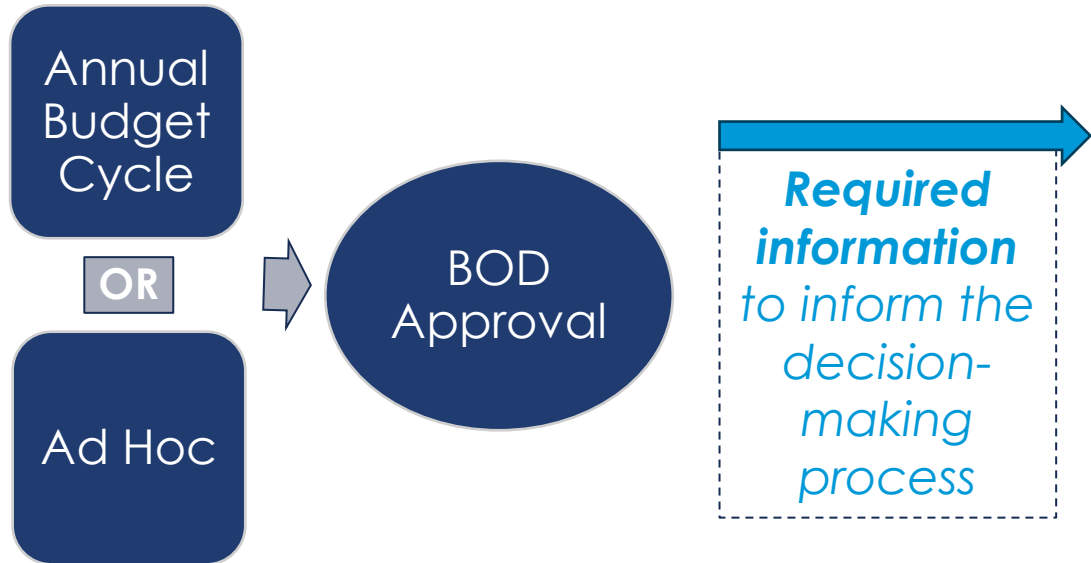 Annual
Budget
Cycle
OR
Ad Hoc
BOD
Approval
Required
information
to inform the
decision-
making
process